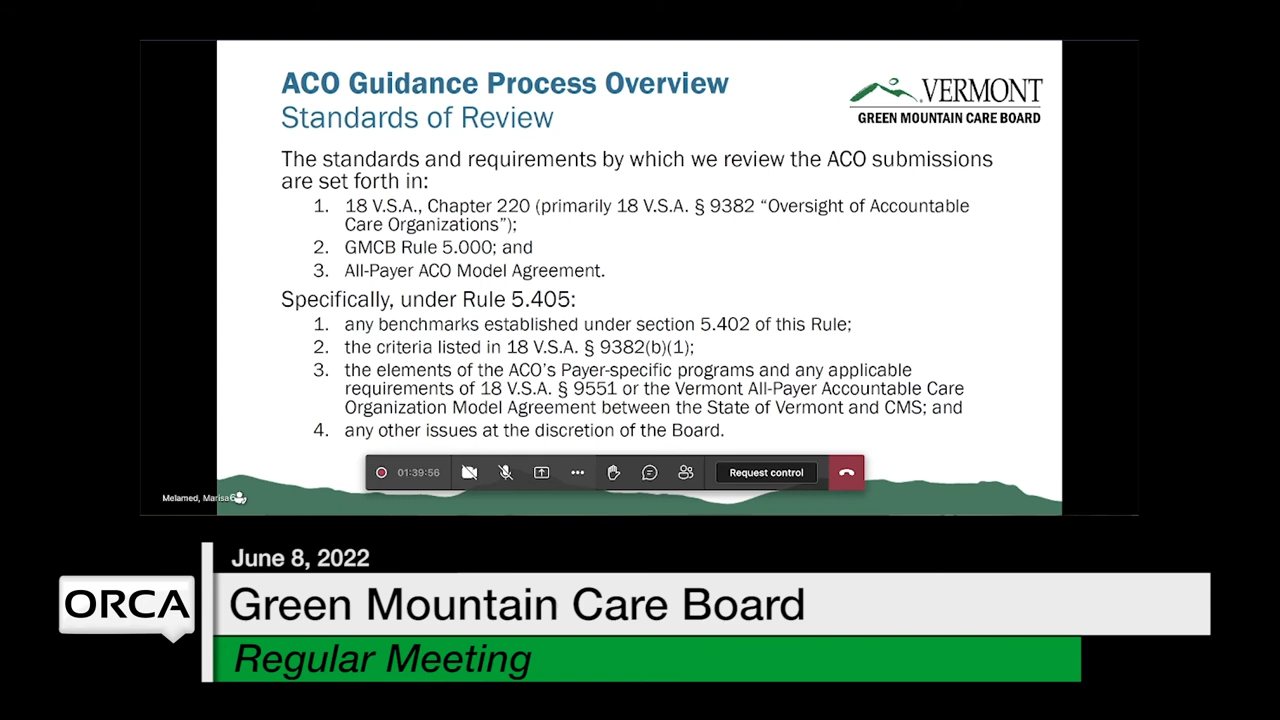 ACO Guidance Process Overview
Standards of Review
VERMONT
GREEN MOUNTAIN CARE BOARD
The standards and requirements by which we review the ACO submissions
are set forth in:
1. 18 V.S.A., Chapter 220 (primarily 18 V.S.A. § 9382 “Oversight of Accountable
Care Organizations”);
2. GMCB Rule 5.000; and
3. All-Payer ACO Model Agreement.
Specifically, under Rule 5.405:
1. any benchmarks established under section 5.402 of this Rule;
2. the criteria listed in 18 V.S.A. § 9382(b)(1);
3. the elements of the ACO’s Payer-specific programs and any applicable
requirements of 18 V.S.A. § 9551 or the Vermont All-Payer Accountable Care
Organization Model Agreement between the State of Vermont and CMS; and
4. any other issues at the discretion of the Board.
01:39:56
Request control
Melamed, Marisa
June 8, 2022
ORCA
Green Mountain Care Board
Regular Meeting